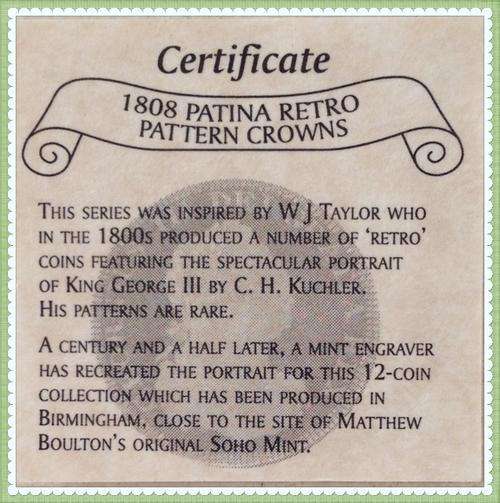 Certificate
1808 PATINA RETRO
PATTERN CROWNS
THIS SERIES WAS INSPIRED BY W J TAYLOR WHO
IN THE 1800S PRODUCED A NUMBER OF ‘RETRO’
COINS FEATURING THE SPECTACULAR PORTRAIT
OF KING GEORGE III BY C. H. KUCHLER.
HIS PATTERNS ARE RARE.
A CENTURY AND A HALF LATER, A MINT ENGRAVER
HAS RECREATED THE PORTRAIT FOR THIS 12-COIN
COLLECTION WHICH HAS BEEN PRODUCED IN
BIRMINGHAM, CLOSE TO THE SITE OF MATTHEW
BOULTON’S ORIGINAL SOHO MINT.